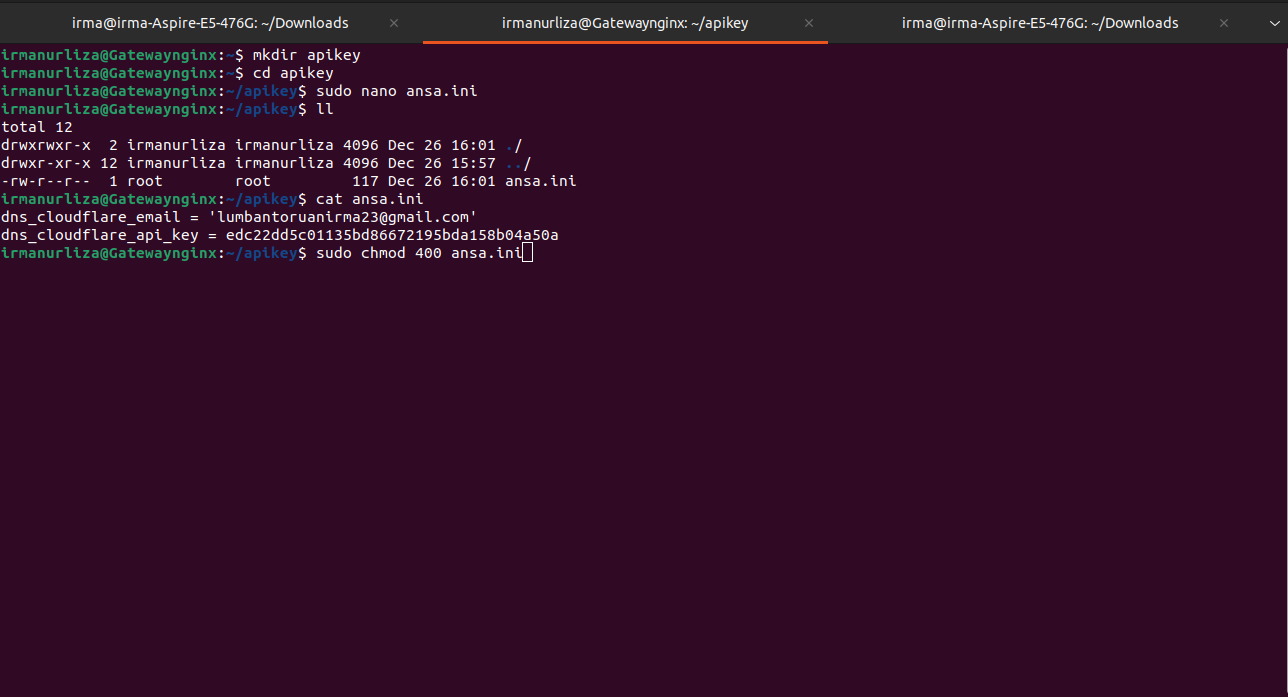 irma@irma-Aspire-E5-476G: ~/Downloads
irmanurliza@Gatewaynginx: ~/apikey
irma@irma-Aspire-E5-476G: ~/Downloads
irmanurliza@Gatewaynginx:~$ mkdir apikey
irmanurliza@Gatewaynginx:~$ cd apikey
irmanurliza@Gatewaynginx:~/apikey$ sudo nano ansa.ini
irmanurliza@Gatewaynginx:~/apikey$ ll
total 12
drwxrwxr-x  2 irmanurliza irmanurliza 4096 Dec 26 16:01 ./
drwxr-xr-x 12 irmanurliza irmanurliza 4096 Dec 26 15:57 ../
-rw-r--r--  1 root        root         117 Dec 26 16:01 ansa.ini
irmanurliza@Gatewaynginx:~/apikey$ cat ansa.ini
dns_cloudflare_email = 'lumbantoruanirma23@gmail.com'
dns_cloudflare_api_key = edc22dd5c01135bd86672195bda158b04a50a
irmanurliza@Gatewaynginx:~/apikey$ sudo chmod 400 ansa.ini